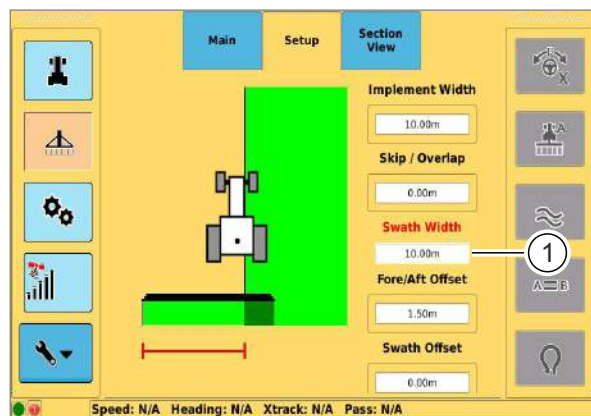 Main
Setup
Section
View
Implement Width
10.00m
Skip / Overlap
0.00m
Swath Width
10.00m
1
Fore/Aft Offset
1.50m
Swath Offset
0.00m
X
A
A=B
Speed: N/A Heading: N/A Xtrack: N/A Pass: N/A